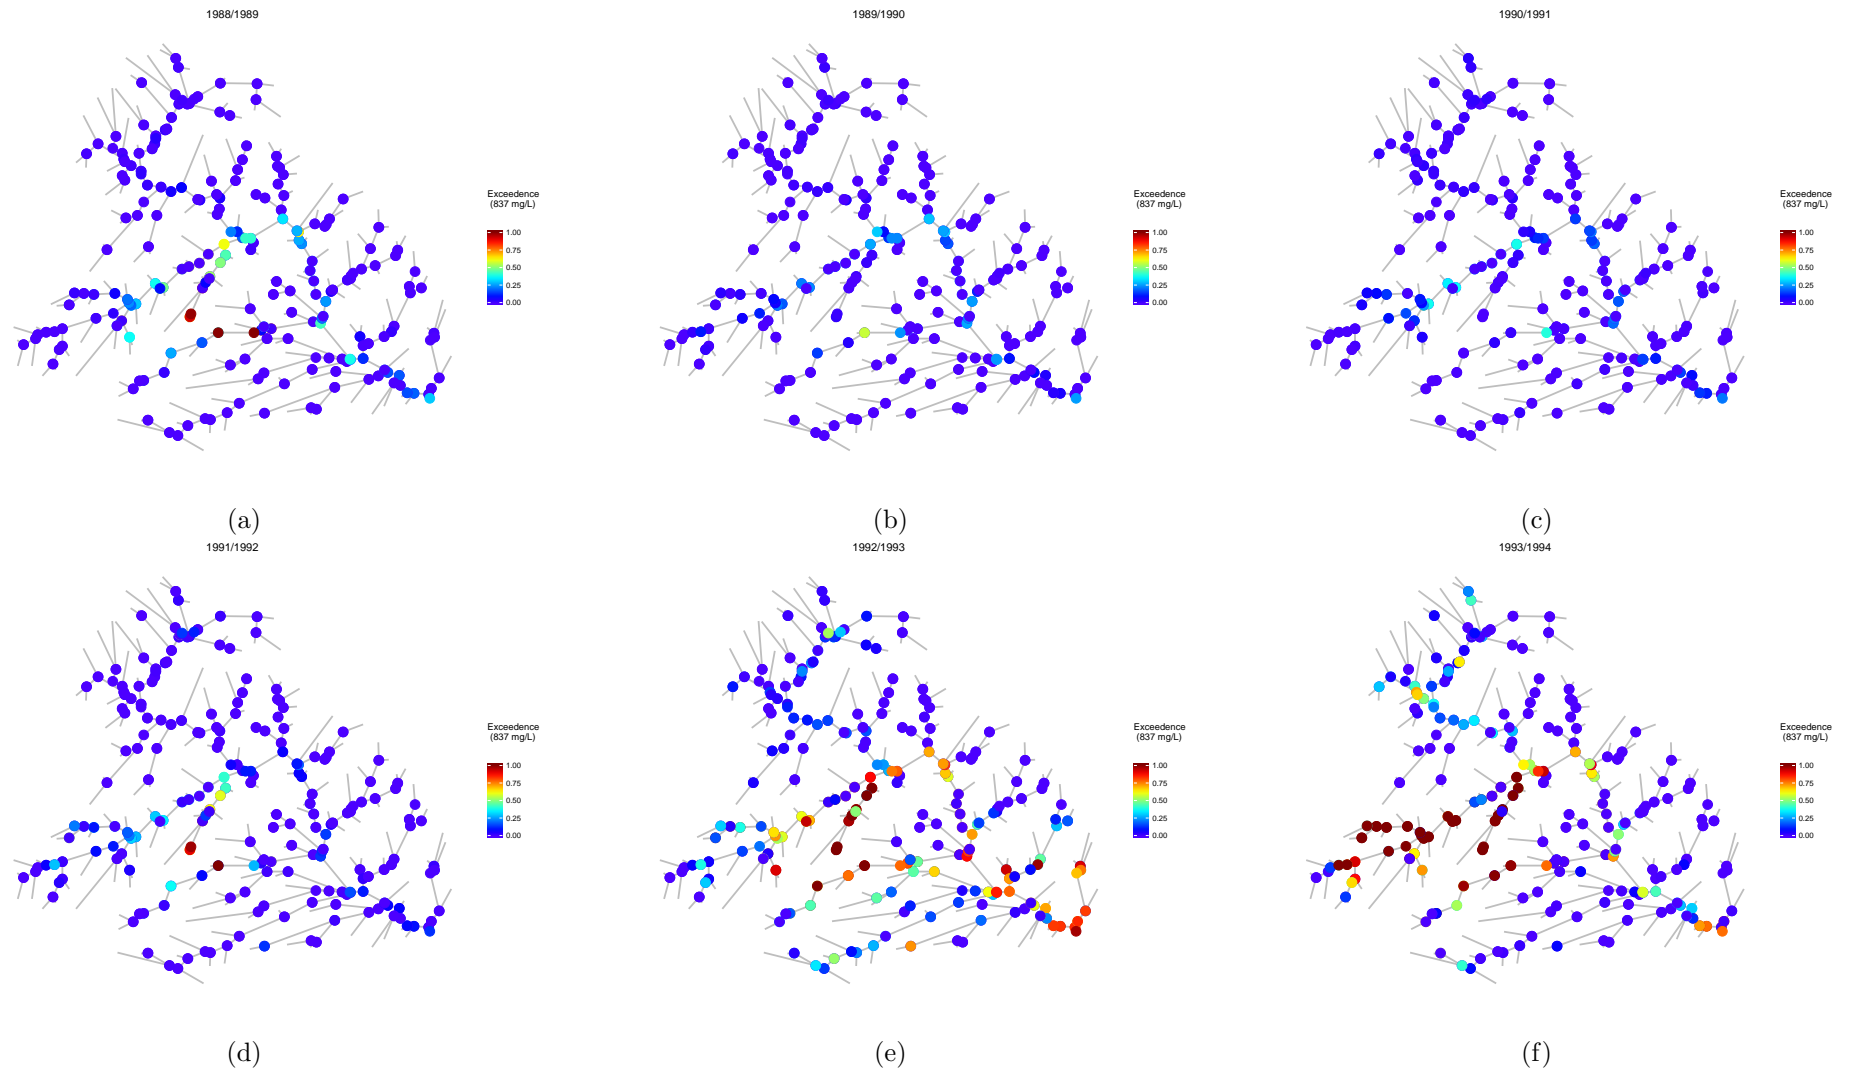 1988/1989
1989/1990
1990/1991
Exceedence
(837 mg/L)
1.00
0.75
0.50
0.25
0.00
Exceedence
(837 mg/L)
1.00
0.75
0.50
0.25
0.00
Exceedence
(837 mg/L)
1.00
0.75
0.50
0.25
0.00
(a)
(b)
(c)
1991/1992
1992/1993
1993/1994
Exceedence
(837 mg/L)
1.00
0.75
0.50
0.25
0.00
Exceedence
(837 mg/L)
1.00
0.75
0.50
0.25
0.00
Exceedence
(837 mg/L)
1.00
0.75
0.50
0.25
0.00
(d)
(e)
(f)